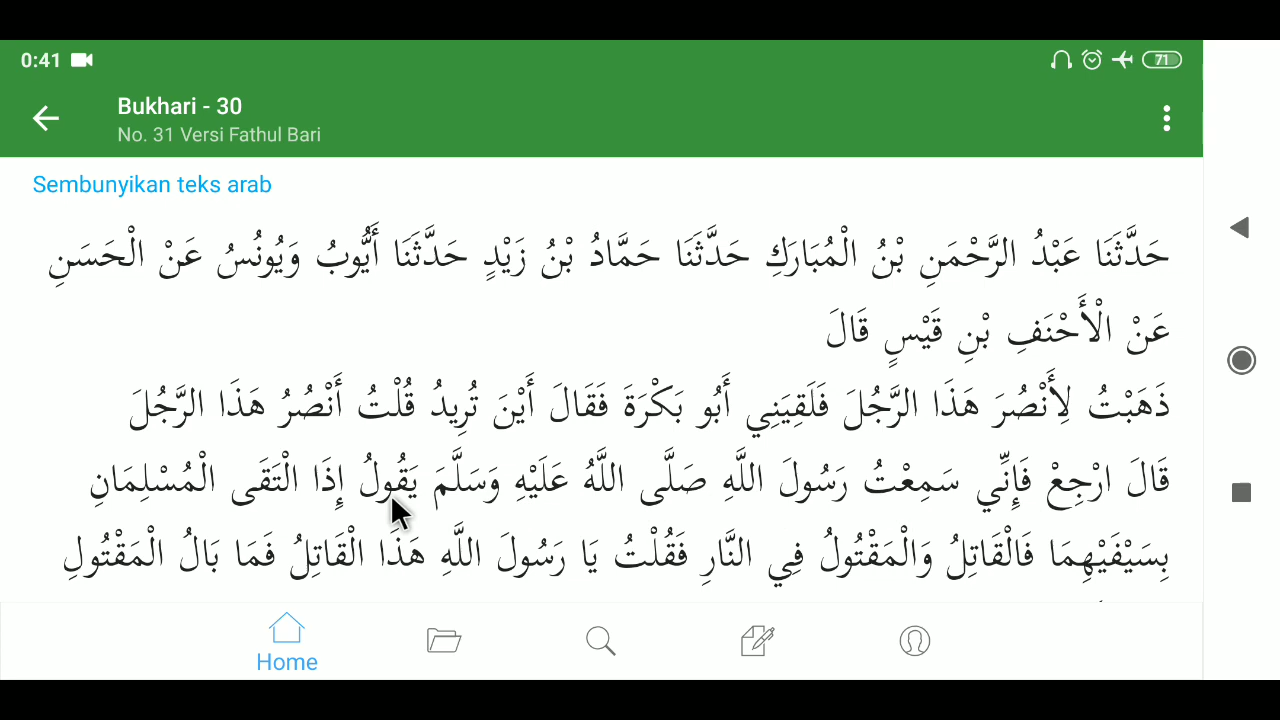 0:41
71
Bukhari - 30
No. 31 Versi Fathul Bari
Sembunyikan teks arab
حَدَّثَنَا عَبْدُ الرَّحْمَنِ بْنُ الْمُبَارَكِ حَدَّثَنَا حَمَّادُ بْنُ زَيْدٍ حَدَّثَنَا أَيُّوبُ وَيُونُسُ عَنْ الْحَسَنِ
عَنْ الْأَحْنَفِ بْنِ قَيْسٍ قَالَ
ذَهَبْتُ لِأَنْصُرَ هَذَا الرَّجُلَ فَلَقِيَنِي أَبُو بَكْرَةَ فَقَالَ أَيْنَ تُرِيدُ قُلْتُ أَنْصُرُ هَذَا الرَّجُلَ
قَالَ ارْجِعْ فَإِنِّي سَمِعْتُ رَسُولَ اللَّهِ صَلَّى اللَّهُ عَلَيْهِ وَسَلَّمَ يَقُولُ إِذَا الْتَقَى الْمُسْلِمَانِ
بِسَيْفَيْهِمَا فَالْقَاتِلُ وَالْمَقْتُولُ فِي النَّارِ فَقُلْتُ يَا رَسُولَ اللَّهِ هَذَا الْقَاتِلُ فَمَا بَالُ الْمَقْتُولِ
Home